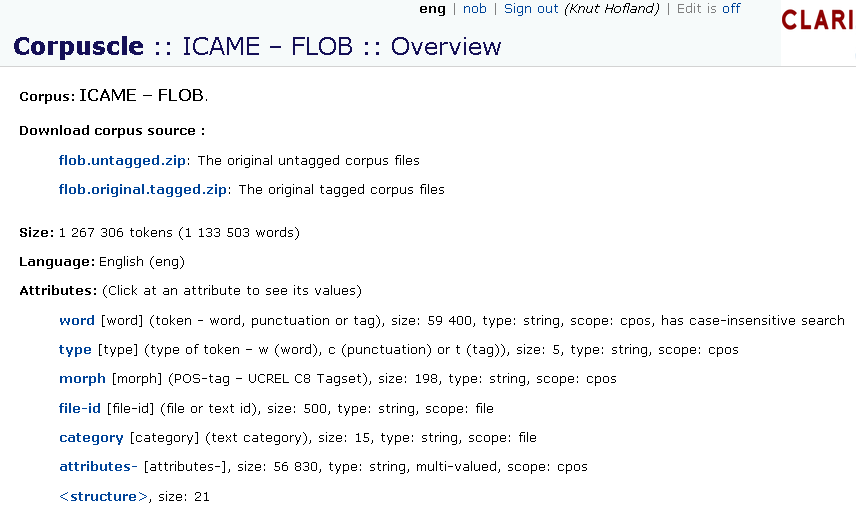 eng | nob | Sign out (Knut Hofland) | Edit is off
CLARI
Corpuscle :: ICAME – FLOB :: Overview
Corpus: ICAME – FLOB.
Download corpus source :
flob.untagged.zip: The original untagged corpus files
flob.original.tagged.zip: The original tagged corpus files
Size: 1 267 306 tokens (1 133 503 words)
Language: English (eng)
Attributes: (Click at an attribute to see its values)
word [word] (token – word, punctuation or tag), size: 59 400, type: string, scope: cpos, has case-insensitive search
type [type] (type of token – w (word), c (punctuation) or t (tag)), size: 5, type: string, scope: cpos
morph [morph] (POS-tag – UCREL C8 Tagset), size: 198, type: string, scope: cpos
file-id [file-id] (file or text id), size: 500, type: string, scope: file
category [category] (text category), size: 15, type: string, scope: file
attributes- [attributes-], size: 56 830, type: string, multi-valued, scope: cpos
<structure>, size: 21